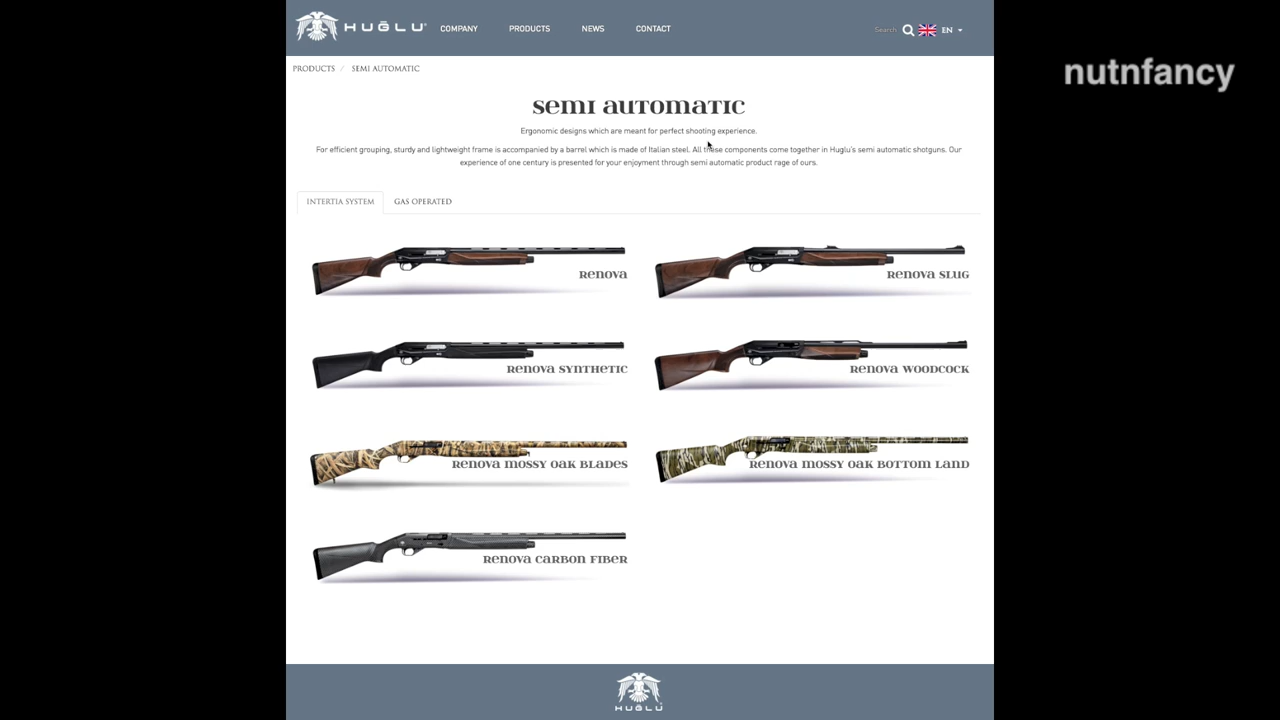 HUĞLU
COMPANY
PRODUCTS
NEWS
CONTACT
Search
EN
nutnfancy
PRODUCTS / SEMI AUTOMATIC
semi automatic
Ergonomic designs which are meant for perfect shooting experience.
For efficient grouping, sturdy and lightweight frame is accompanied by a barrel which is made of Italian steel. All these components come together in Huglu's semi automatic shotguns. Our
experience of one century is presented for your enjoyment through semi automatic product rage of ours.
INTERTIA SYSTEM
GAS OPERATED
Renova
Renova Slug
Renova Synthetic
Renova Woodcock
Renova Mossy Oak Blades
Renova Mossy Oak Bottom Land
Renova Carbon Fiber
HUĞLU